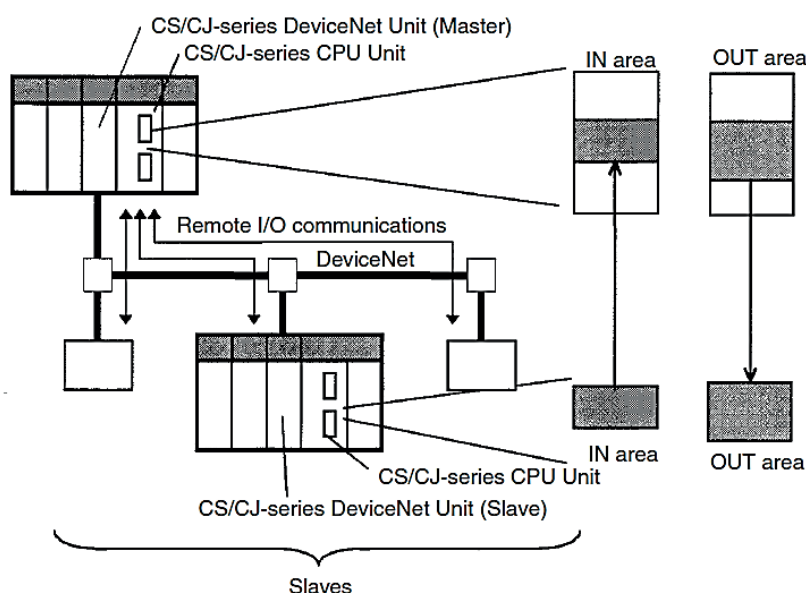 CS/CJ-series DeviceNet Unit (Master)
CS/CJ-series CPU Unit
IN area
OUT area
Remote I/O communications
DeviceNet
IN area
OUT area
CS/CJ-series CPU Unit
CS/CJ-series DeviceNet Unit (Slave)
Slaves